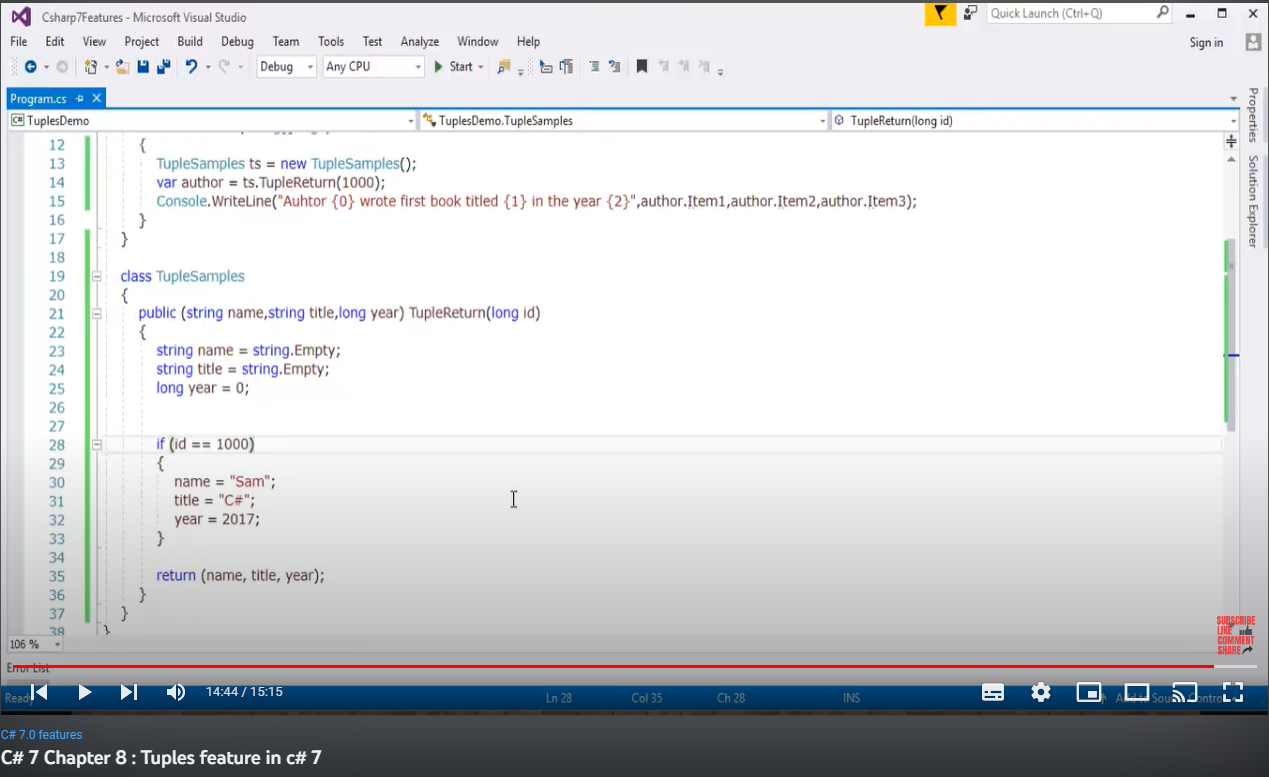 Csharp7Features - Microsoft Visual Studio
Quick Launch (Ctrl+Q)
File Edit View Project Build Debug Team Tools Test Analyze Window Help
Sign in
Debug Any CPU Start
Program.cs
TuplesDemo TuplesDemo.TupleSamples TupleReturn(long id)
Properties
Solution Explorer
12 {
13 TupleSamples ts = new TupleSamples();
14 var author = ts.TupleReturn(1000);
15 Console.WriteLine("Auhtor {0} wrote first book titled {1} in the year {2}",author.Item1,author.Item2,author.Item3);
16 }
17 }
18
19 class TupleSamples
20 {
21 public (string name,string title,long year) TupleReturn(long id)
22 {
23 string name = string.Empty;
24 string title = string.Empty;
25 long year = 0;
26
27
28 if (id == 1000)
29 {
30 name = "Sam";
31 title = "C#";
32 year = 2017;
33 }
34
35 return (name, title, year);
36 }
37 }
38 }
SUBSCRIBE
LIKE
COMMENT
SHARE
106 %
Error List
14:44 / 15:15
Ready Ln 28 Col 35 Ch 28 INS Add to
C# 7.0 features
C# 7 Chapter 8 : Tuples feature in c# 7